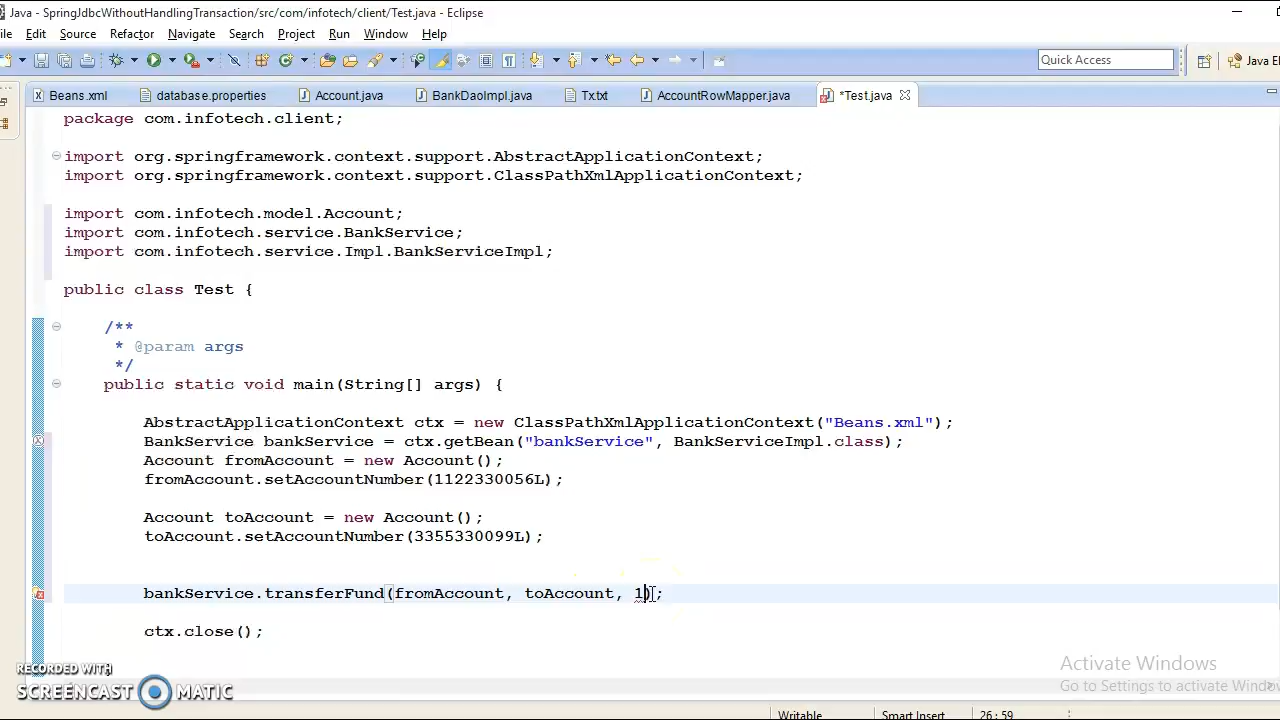 Java - SpringJdbcWithoutHandlingTransaction/src/com/infotech/client/Test.java - Eclipse
ile Edit Source Refactor Navigate Search Project Run Window Help
Quick Access
Java E
Beans.xml database.properties Account.java BankDaoImpl.java Tx.txt AccountRowMapper.java *Test.java
package com.infotech.client;
import org.springframework.context.support.AbstractApplicationContext;
import org.springframework.context.support.ClassPathXmlApplicationContext;
import com.infotech.model.Account;
import com.infotech.service.BankService;
import com.infotech.service.Impl.BankServiceImpl;
public class Test {
/**
* @param args
*/
public static void main(String[] args) {
AbstractApplicationContext ctx = new ClassPathXmlApplicationContext("Beans.xml");
BankService bankService = ctx.getBean("bankService", BankServiceImpl.class);
Account fromAccount = new Account();
fromAccount.setAccountNumber(1122330056L);
Account toAccount = new Account();
toAccount.setAccountNumber(3355330099L);
bankService.transferFund(fromAccount, toAccount, 1);
ctx.close();
RECORDED WITH
SCREENCAST MATIC
Activate Windows
Go to Settings to activate Windo
Writable Smart Insert 26:59